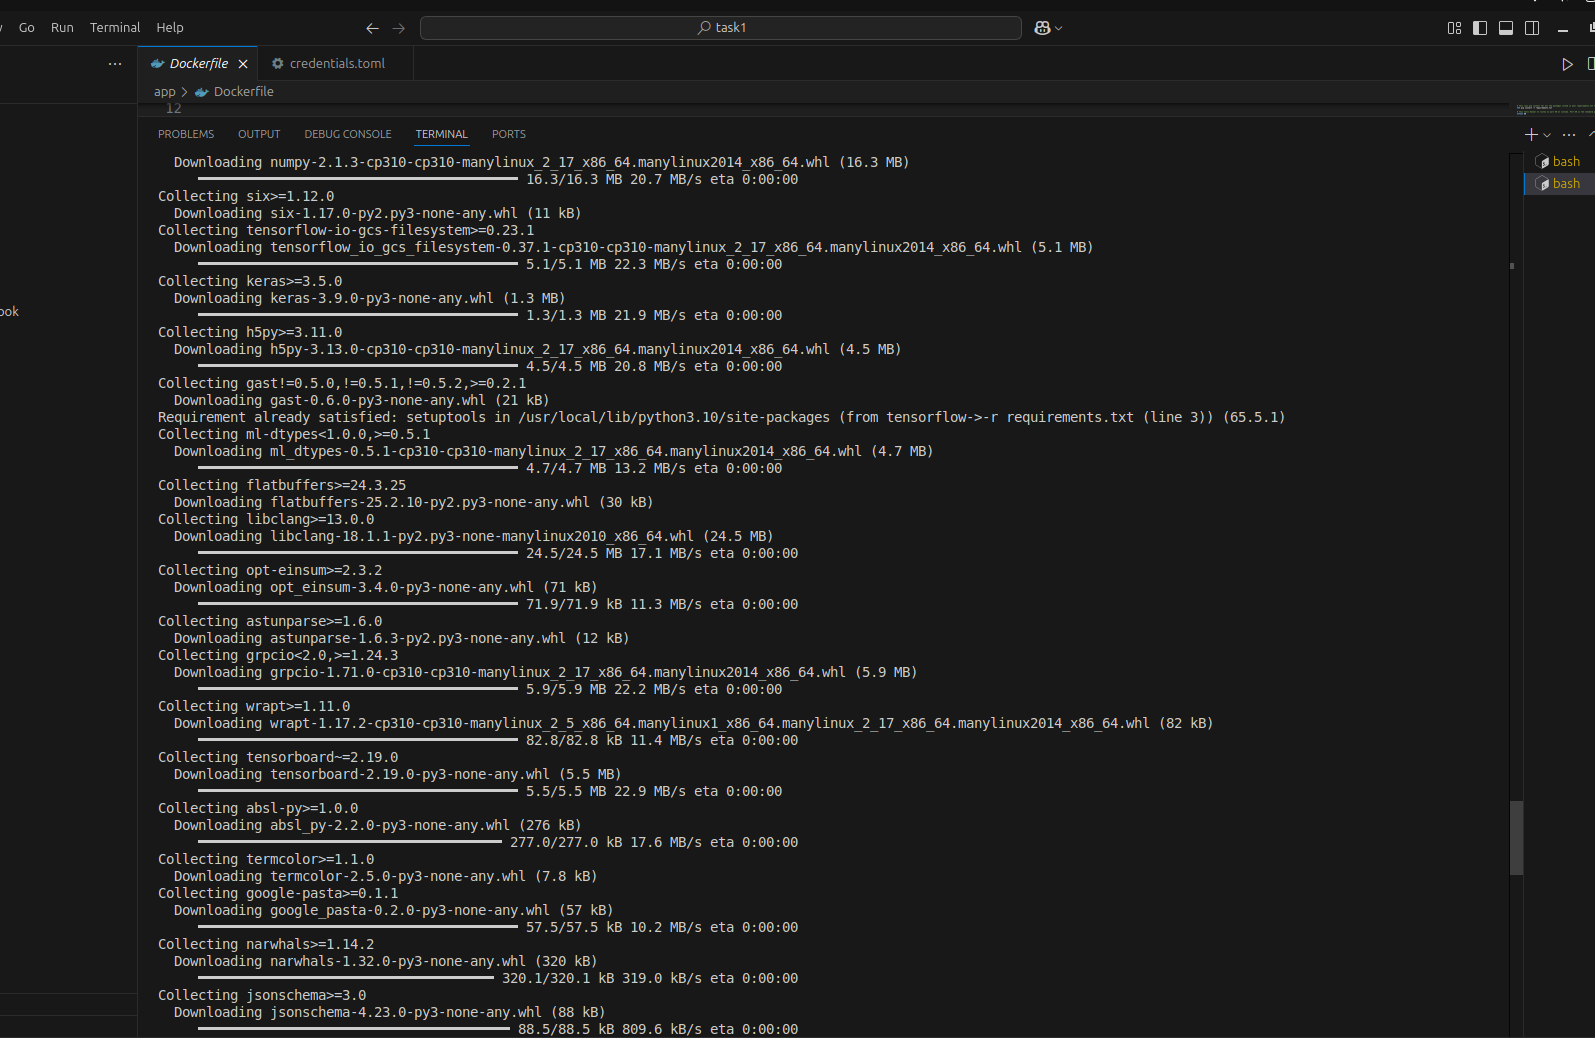 Go Run Terminal Help
task1
Dockerfile
credentials.toml
app > Dockerfile
12
PROBLEMS OUTPUT DEBUG CONSOLE TERMINAL PORTS
bash
bash
ook
Downloading numpy-2.1.3-cp310-cp310-manylinux_2_17_x86_64.manylinux2014_x86_64.whl (16.3 MB)
16.3/16.3 MB 20.7 MB/s eta 0:00:00
Collecting six>=1.12.0
Downloading six-1.17.0-py2.py3-none-any.whl (11 kB)
Collecting tensorflow-io-gcs-filesystem>=0.23.1
Downloading tensorflow_io_gcs_filesystem-0.37.1-cp310-cp310-manylinux_2_17_x86_64.manylinux2014_x86_64.whl (5.1 MB)
5.1/5.1 MB 22.3 MB/s eta 0:00:00
Collecting keras>=3.5.0
Downloading keras-3.9.0-py3-none-any.whl (1.3 MB)
1.3/1.3 MB 21.9 MB/s eta 0:00:00
Collecting h5py>=3.11.0
Downloading h5py-3.13.0-cp310-cp310-manylinux_2_17_x86_64.manylinux2014_x86_64.whl (4.5 MB)
4.5/4.5 MB 20.8 MB/s eta 0:00:00
Collecting gast!=0.5.0,!=0.5.1,!=0.5.2,>=0.2.1
Downloading gast-0.6.0-py3-none-any.whl (21 kB)
Requirement already satisfied: setuptools in /usr/local/lib/python3.10/site-packages (from tensorflow->-r requirements.txt (line 3)) (65.5.1)
Collecting ml-dtypes<1.0.0,>=0.5.1
Downloading ml_dtypes-0.5.1-cp310-cp310-manylinux_2_17_x86_64.manylinux2014_x86_64.whl (4.7 MB)
4.7/4.7 MB 13.2 MB/s eta 0:00:00
Collecting flatbuffers>=24.3.25
Downloading flatbuffers-25.2.10-py2.py3-none-any.whl (30 kB)
Collecting libclang>=13.0.0
Downloading libclang-18.1.1-py2.py3-none-manylinux2010_x86_64.whl (24.5 MB)
24.5/24.5 MB 17.1 MB/s eta 0:00:00
Collecting opt-einsum>=2.3.2
Downloading opt_einsum-3.4.0-py3-none-any.whl (71 kB)
71.9/71.9 kB 11.3 MB/s eta 0:00:00
Collecting astunparse>=1.6.0
Downloading astunparse-1.6.3-py2.py3-none-any.whl (12 kB)
Collecting grpcio<2.0,>=1.24.3
Downloading grpcio-1.71.0-cp310-cp310-manylinux_2_17_x86_64.manylinux2014_x86_64.whl (5.9 MB)
5.9/5.9 MB 22.2 MB/s eta 0:00:00
Collecting wrapt>=1.11.0
Downloading wrapt-1.17.2-cp310-cp310-manylinux_2_5_x86_64.manylinux1_x86_64.manylinux_2_17_x86_64.manylinux2014_x86_64.whl (82 kB)
82.8/82.8 kB 11.4 MB/s eta 0:00:00
Collecting tensorboard~=2.19.0
Downloading tensorboard-2.19.0-py3-none-any.whl (5.5 MB)
5.5/5.5 MB 22.9 MB/s eta 0:00:00
Collecting absl-py>=1.0.0
Downloading absl_py-2.2.0-py3-none-any.whl (276 kB)
277.0/277.0 kB 17.6 MB/s eta 0:00:00
Collecting termcolor>=1.1.0
Downloading termcolor-2.5.0-py3-none-any.whl (7.8 kB)
Collecting google-pasta>=0.1.1
Downloading google_pasta-0.2.0-py3-none-any.whl (57 kB)
57.5/57.5 kB 10.2 MB/s eta 0:00:00
Collecting narwhals>=1.14.2
Downloading narwhals-1.32.0-py3-none-any.whl (320 kB)
320.1/320.1 kB 319.0 kB/s eta 0:00:00
Collecting jsonschema>=3.0
Downloading jsonschema-4.23.0-py3-none-any.whl (88 kB)
88.5/88.5 kB 809.6 kB/s eta 0:00:00